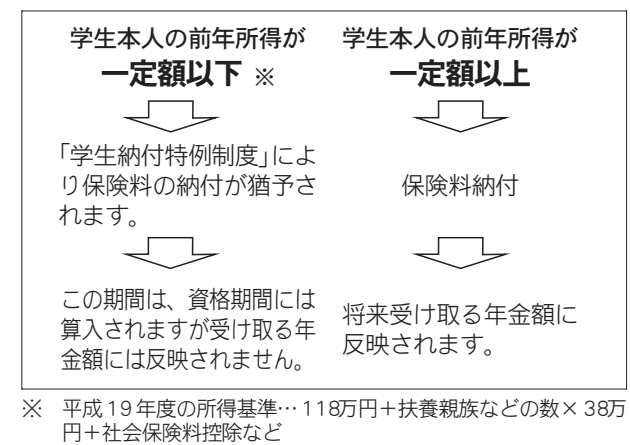 学生本人の前年所得が
一定額以下 ※
「学生納付特例制度」によ
り保険料の納付が猶予さ
れます。
この期間は、資格期間には
算入されますが受け取る年
金額には反映されません。
学生本人の前年所得が
一定額以上
保険料納付
将来受け取る年金額に
反映されます。
※ 平成19年度の所得基準…118万円+扶養親族などの数×38万
円+社会保険料控除など